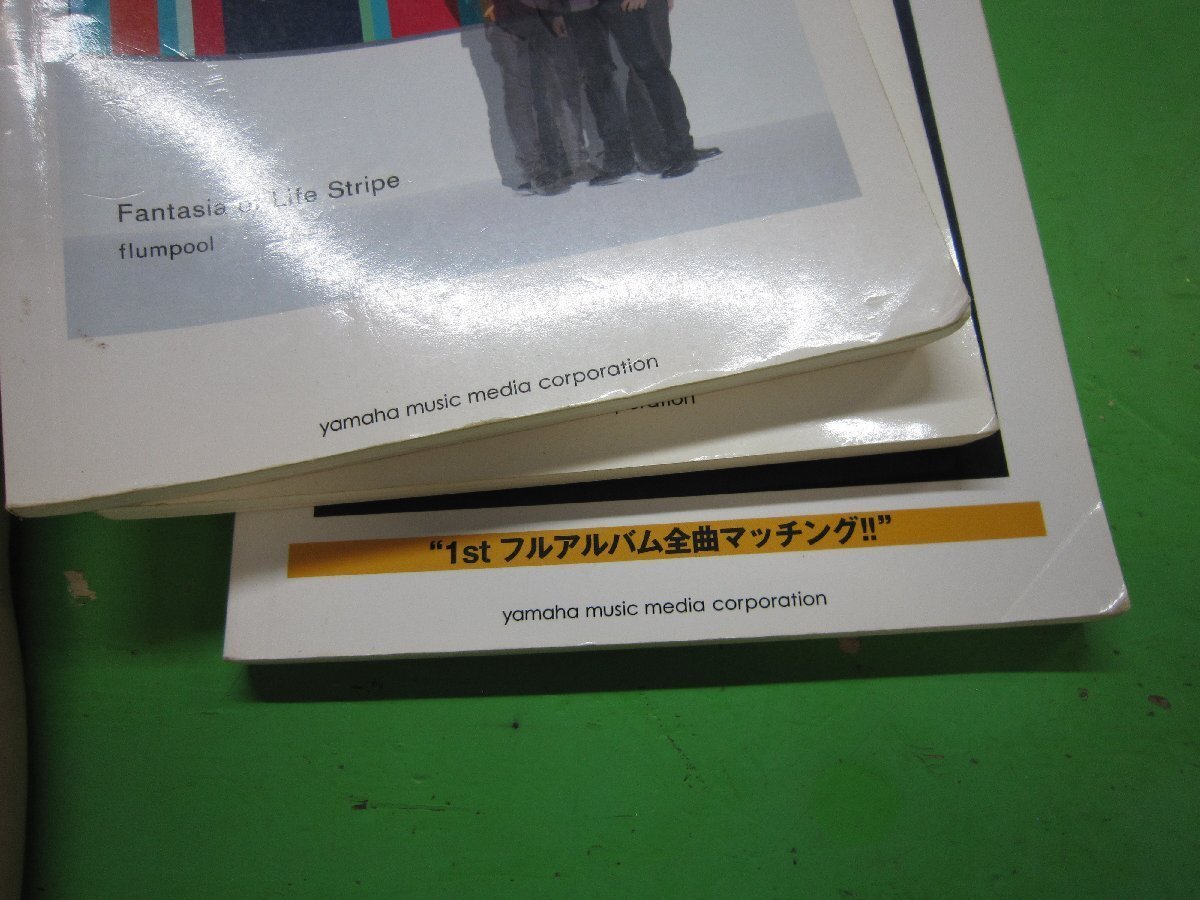 Fantasia of Life Stripe
flumpool
yamaha music media corporation
corporation
“1st フルアルバム全曲マッチング!!”
yamaha music media corporation